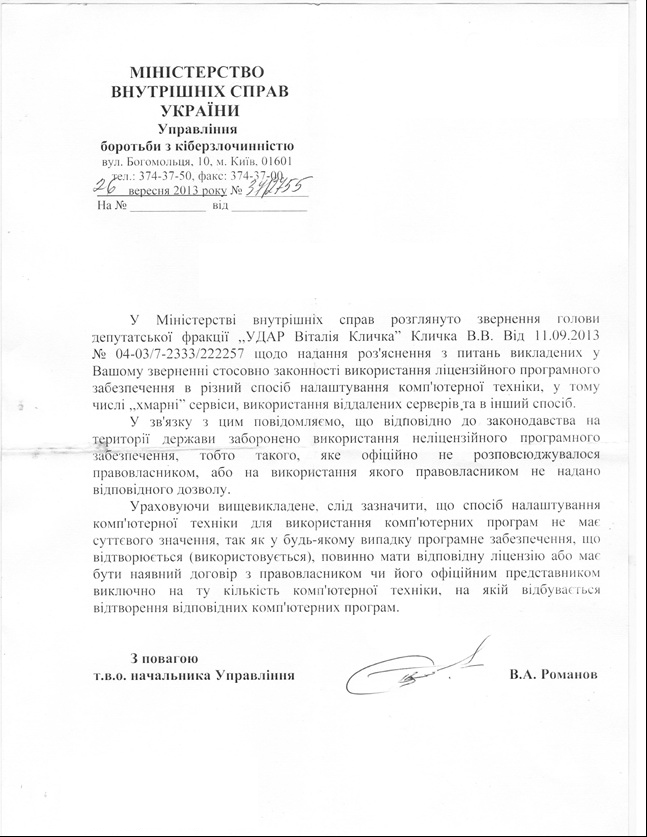 МІНІСТЕРСТВО
ВНУТРІШНІХ СПРАВ
УКРАЇНИ
Управління
боротьби з кіберзлочинністю
вул. Богомольця, 10, м. Київ, 01601
тел.: 374-37-50, факс: 374-37-00
26 вересня 2013 року №
На № ____________ від ____________
У Міністерстві внутрішніх справ розглянуто звернення голови
депутатської фракції ,,УДАР Віталія Кличка” Кличка В.В. Від 11.09.2013
№ 04-03/7-2333/222257 щодо надання роз'яснення з питань викладених у
Вашому зверненні стосовно законності використання ліцензійного програмного
забезпечення в різний спосіб налаштування комп'ютерної техніки, у тому
числі ,,хмарні” сервіси, використання віддалених серверів та в інший спосіб.
У зв'язку з цим повідомляємо, що відповідно до законодавства на
території держави заборонено використання неліцензійного програмного
забезпечення, тобто такого, яке офіційно не розповсюджувалося
правовласником, або на використання якого правовласником не надано
відповідного дозволу.
Ураховуючи вищевикладене, слід зазначити, що спосіб налаштування
комп'ютерної техніки для використання комп'ютерних програм не має
суттєвого значення, так як у будь-якому випадку програмне забезпечення, що
відтворюється (використовується), повинно мати відповідну ліцензію або має
бути наявний договір з правовласником чи його офіційним представником
виключно на ту кількість комп'ютерної техніки, на якій відбувається
відтворення відповідних комп'ютерних програм.
З повагою
т.в.о. начальника Управління В.А. Романов